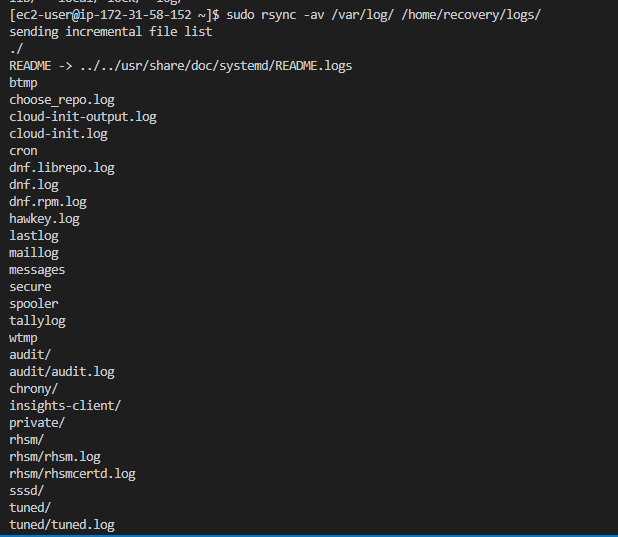 [ec2-user@ip-172-31-58-152 ~]$ sudo rsync -av /var/log/ /home/recovery/logs/
sending incremental file list
./
README -> ../../usr/share/doc/systemd/README.logs
btmp
choose_repo.log
cloud-init-output.log
cloud-init.log
cron
dnf.librepo.log
dnf.log
dnf.rpm.log
hawkey.log
lastlog
maillog
messages
secure
spooler
tallylog
wtmp
audit/
audit/audit.log
chrony/
insights-client/
private/
rhsm/
rhsm/rhsm.log
rhsm/rhsmcertd.log
sssd/
tuned/
tuned/tuned.log